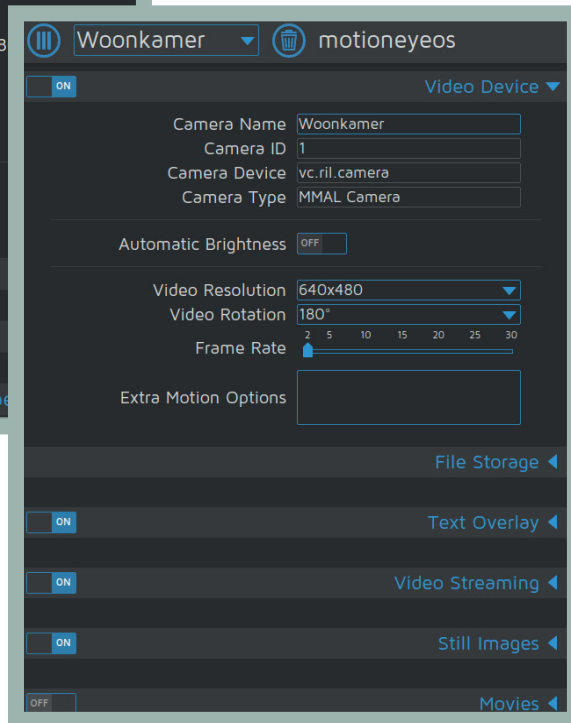 Woonkamer motioneyeos
ON Video Device
Camera Name Woonkamer
Camera ID 1
Camera Device vc.ril.camera
Camera Type MMAL Camera
Automatic Brightness OFF
Video Resolution 640x480
Video Rotation 180°
2 5 10 15 20 25 30
Frame Rate
Extra Motion Options
File Storage
ON Text Overlay
ON Video Streaming
ON Still Images
OFF Movies